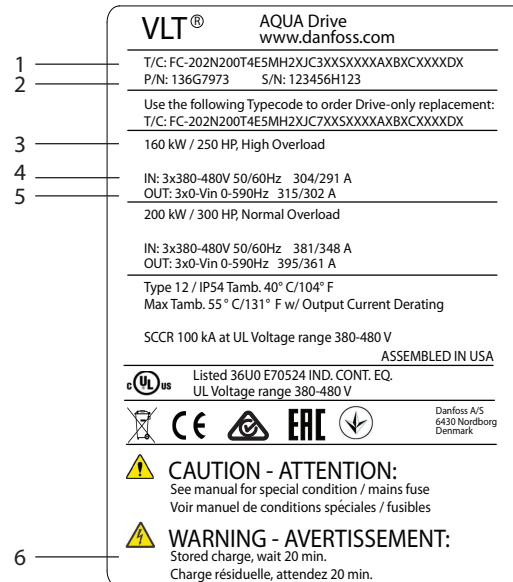 VLT® AQUA Drive
www.danfoss.com
1 T/C: FC-202N200T4E5MH2XJC3XXSXXXXAXBXCXXXXDX
2 P/N: 136G7973 S/N: 123456H123
Use the following Typecode to order Drive-only replacement:
T/C: FC-202N200T4E5MH2XJC7XXSXXXXAXBXCXXXXDX
3 160 kW / 250 HP, High Overload
4 IN: 3x380-480V 50/60Hz 304/291 A
5 OUT: 3x0-Vin 0-590Hz 315/302 A
200 kW / 300 HP, Normal Overload
IN: 3x380-480V 50/60Hz 381/348 A
OUT: 3x0-Vin 0-590Hz 395/361 A
Type 12 / IP54 Tamb. 40° C/104° F
Max Tamb. 55° C/131° F w/ Output Current Derating
SCCR 100 kA at UL Voltage range 380-480 V
ASSEMBLED IN USA
c UL us Listed 36U0 E70524 IND. CONT. EQ.
UL Voltage range 380-480 V
CE EAC
Danfoss A/S
6430 Nordborg
Denmark
CAUTION - ATTENTION:
See manual for special condition / mains fuse
Voir manuel de conditions spéciales / fusibles
WARNING - AVERTISSEMENT:
6 Stored charge, wait 20 min.
Charge résiduelle, attendez 20 min.